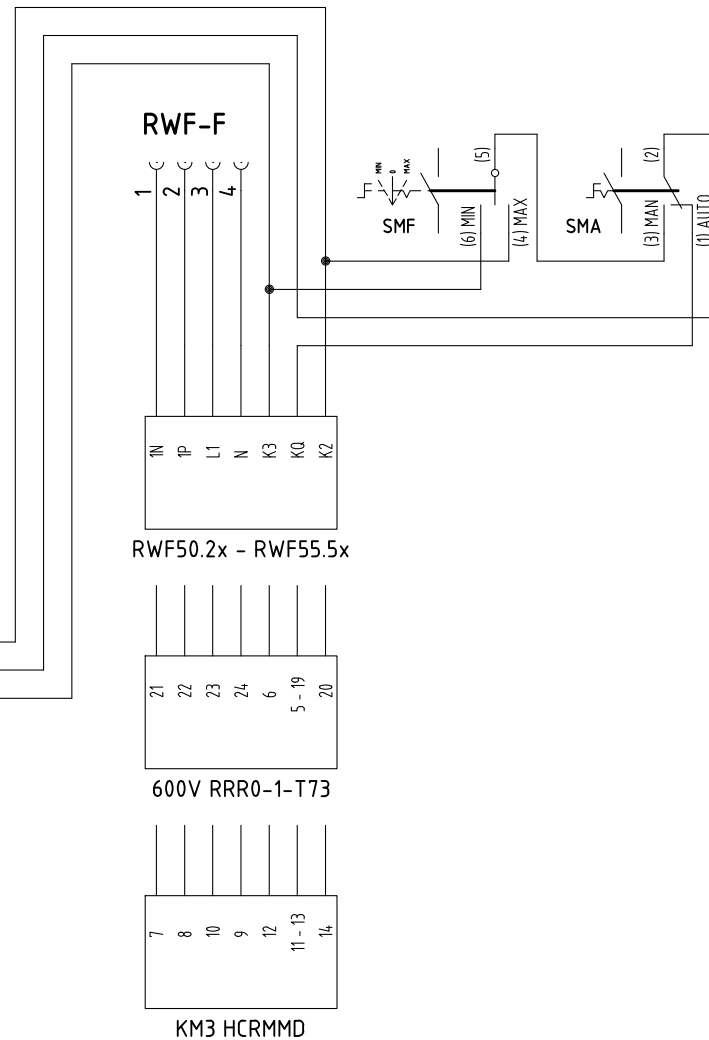 RWF-F
1
2
3
4
MIN
0
MAX
SMF
(5)
(6) MIN
(4) MAX
SMA
(2)
(3) MAN
(1) AUTO
1N
1P
L1
N
K3
KQ
K2
RWF50.2x - RWF55.5x
21
22
23
24
6
5 - 19
20
600V RRR0-1-T73
7
8
10
9
12
11 - 13
14
KM3 HCRMMD